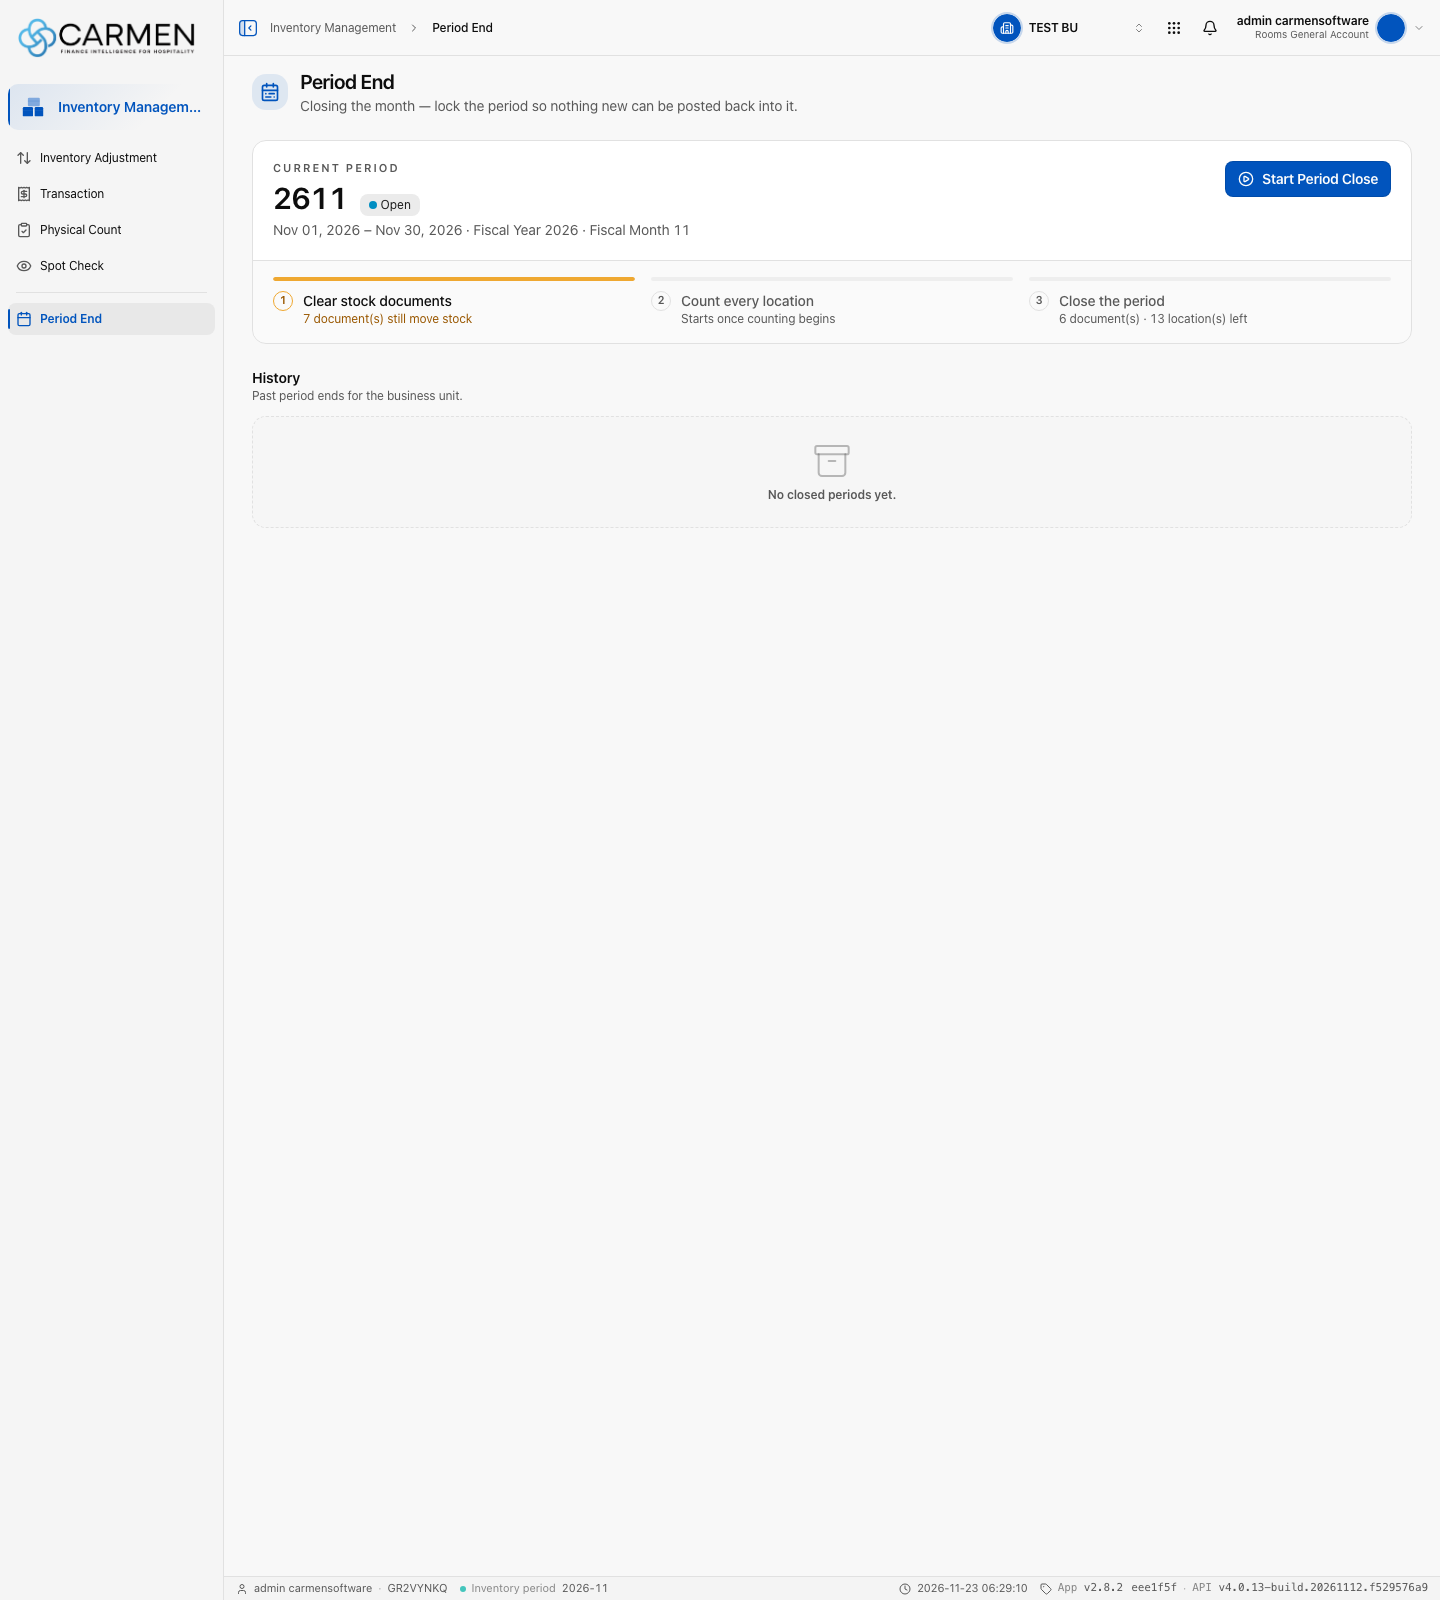 CARMEN
FINANCE INTELLIGENCE FOR HOSPITALITY
Inventory Managem...
Inventory Adjustment
Transaction
Physical Count
Spot Check
Period End
Inventory Management > Period End
TEST BU
admin carmensoftware
Rooms General Account
Period End
Closing the month — lock the period so nothing new can be posted back into it.
CURRENT PERIOD
2611 Open
Nov 01, 2026 – Nov 30, 2026 · Fiscal Year 2026 · Fiscal Month 11
Start Period Close
1 Clear stock documents
7 document(s) still move stock
2 Count every location
Starts once counting begins
3 Close the period
6 document(s) · 13 location(s) left
History
Past period ends for the business unit.
No closed periods yet.
admin carmensoftware · GR2VYNKQ Inventory period 2026-11
2026-11-23 06:29:10 App v2.8.2 eee1f5f · API v4.0.13-build.20261112.f529576a9